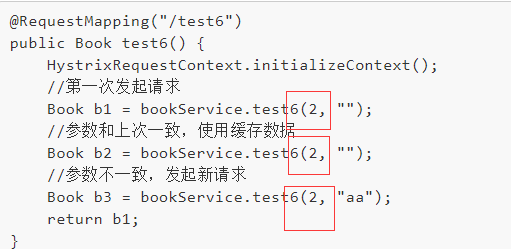 @RequestMapping("/test6")
public Book test6() {
    HystrixRequestContext.initializeContext();
    //第一次发起请求
    Book b1 = bookService.test6(2, "");
    //参数和上次一致，使用缓存数据
    Book b2 = bookService.test6(2, "");
    //参数不一致，发起新请求
    Book b3 = bookService.test6(2, "aa");
    return b1;
}